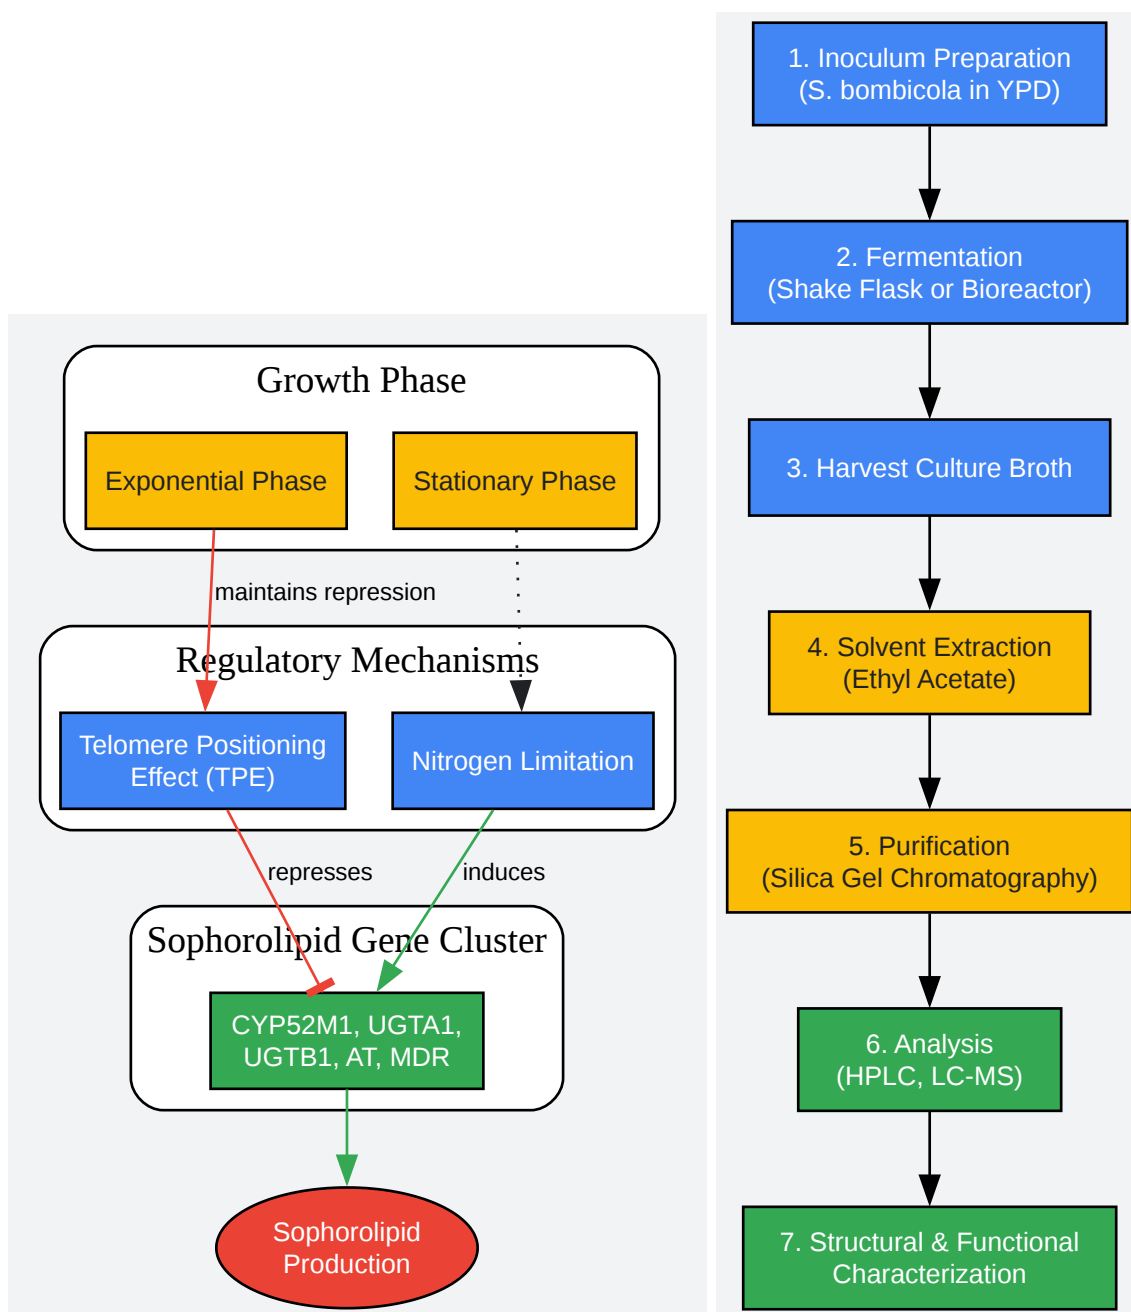 Growth Phase
Exponential Phase
Stationary Phase
maintains repression
Regulatory Mechanisms
Telomere Positioning
Effect (TPE)
Nitrogen Limitation
represses
induces
Sophorolipid Gene Cluster
CYP52M1, UGTA1,
UGTB1, AT, MDR
Sophorolipid
Production
1. Inoculum Preparation
(S. bombicola in YPD)
2. Fermentation
(Shake Flask or Bioreactor)
3. Harvest Culture Broth
4. Solvent Extraction
(Ethyl Acetate)
5. Purification
(Silica Gel Chromatography)
6. Analysis
(HPLC, LC-MS)
7. Structural & Functional
Characterization